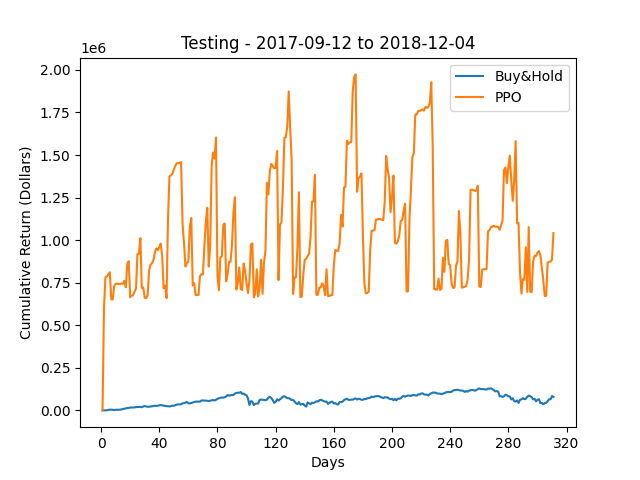 Testing - 2017-09-12 to 2018-12-04
1e6
2.00
1.75
1.50
1.25
1.00
0.75
0.50
0.25
0.00
Cumulative Return (Dollars)
Buy&Hold
PPO
0 40 80 120 160 200 240 280 320
Days